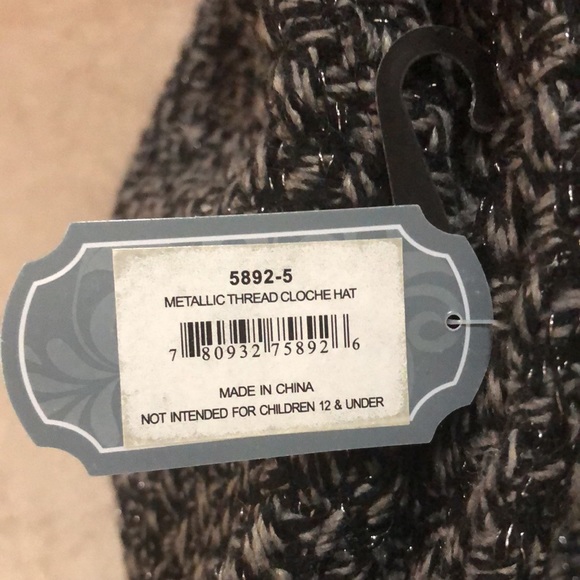 5892-5
METALLIC THREAD CLOCHE HAT
7 80932 75892 6
MADE IN CHINA
NOT INTENDED FOR CHILDREN 12 & UNDER